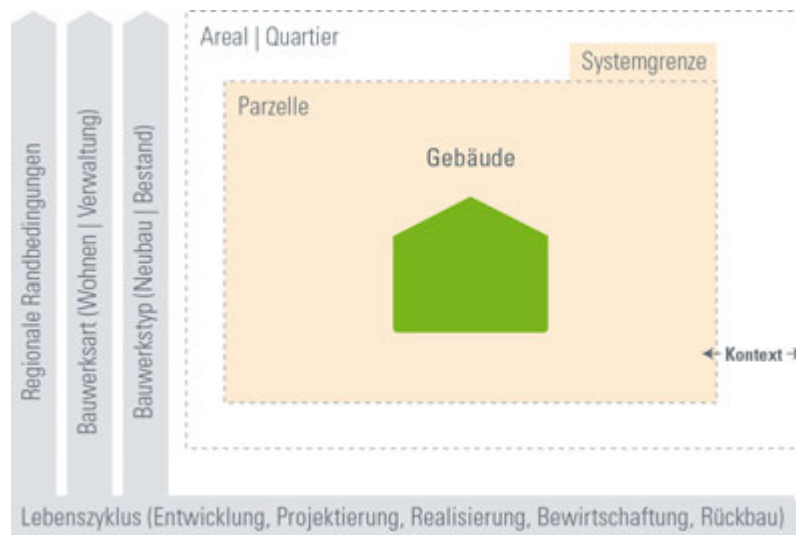 Areal | Quartier
Systemgrenze
Parzelle
Gebäude
Kontext
Regionale Randbedingungen
Bauwerksart (Wohnen | Verwaltung)
Bauwerkstyp (Neubau | Bestand)
Lebenszyklus (Entwicklung, Projektierung, Realisierung, Bewirtschaftung, Rückbau)